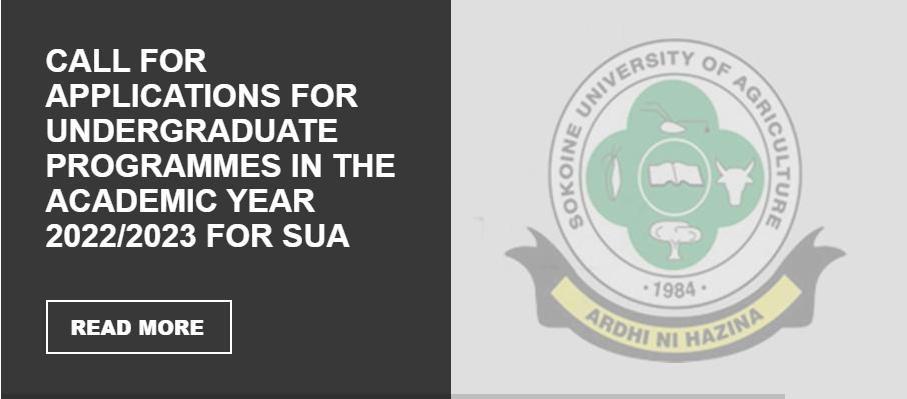 CALL FOR
APPLICATIONS FOR
UNDERGRADUATE
PROGRAMMES IN THE
ACADEMIC YEAR
2022/2023 FOR SUA
READ MORE
SOKOINE UNIVERSITY OF AGRICULTURE
· 1984 ·
ARDHI NI HAZINA